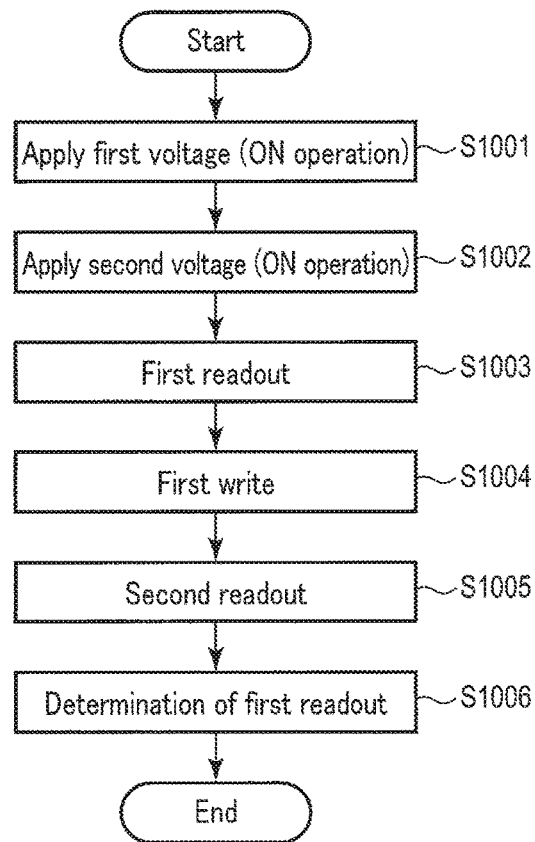 Start
Apply first voltage (ON operation)
S1001
Apply second voltage (ON operation)
S1002
First readout
S1003
First write
S1004
Second readout
S1005
Determination of first readout
S1006
End